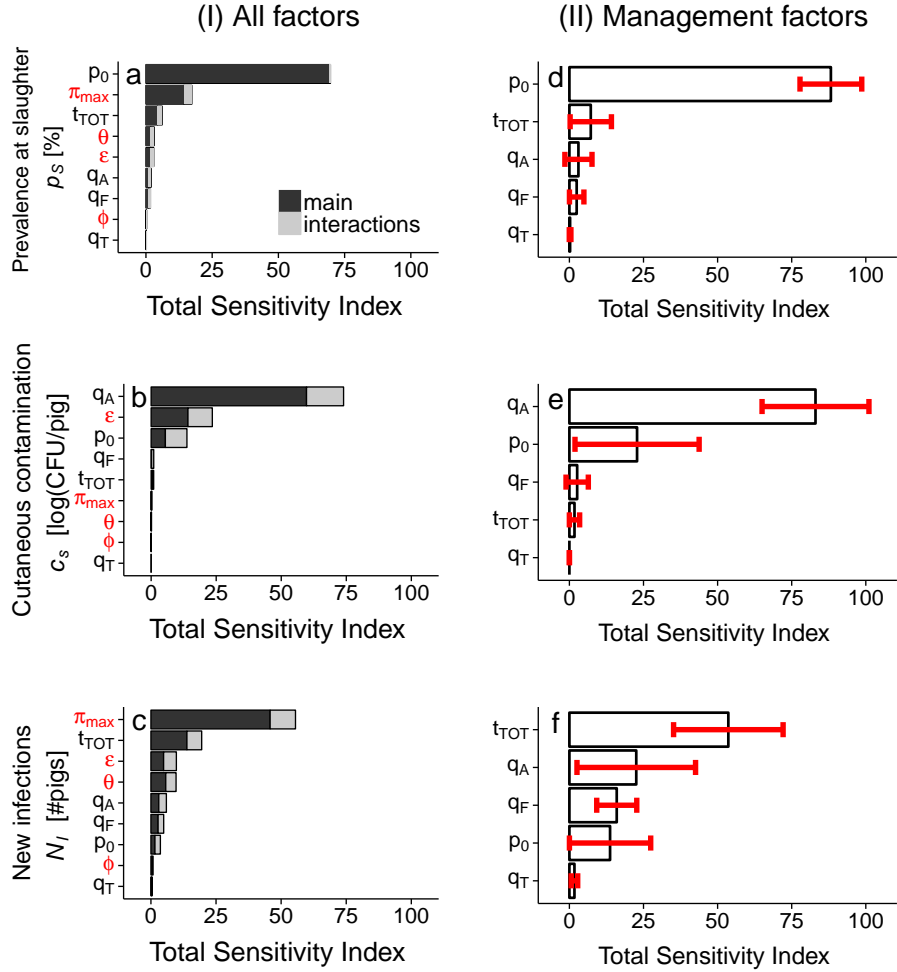 (I) All factors
(II) Management factors
Prevalence at slaughter
pS [%]
a
p0
πmax
tTOT
θ
ε
qA
qF
ϕ
qT
main
interactions
0 25 50 75 100
Total Sensitivity Index
d
p0
tTOT
qA
qF
qT
0 25 50 75 100
Total Sensitivity Index
Cutaneous contamination
cs [log(CFU/pig]
b
qA
ε
p0
qF
tTOT
πmax
θ
ϕ
qT
0 25 50 75 100
Total Sensitivity Index
e
qA
p0
qF
tTOT
qT
0 25 50 75 100
Total Sensitivity Index
New infections
NI [#pigs]
c
πmax
tTOT
ε
θ
qA
qF
p0
ϕ
qT
0 25 50 75 100
Total Sensitivity Index
f
tTOT
qA
qF
p0
qT
0 25 50 75 100
Total Sensitivity Index